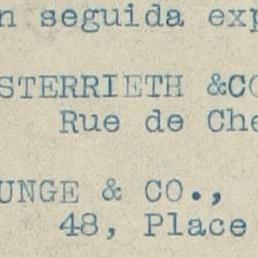 n seguida exp
STERRIETH &CO
Rue de Che
UNGE & CO.,
48, Place